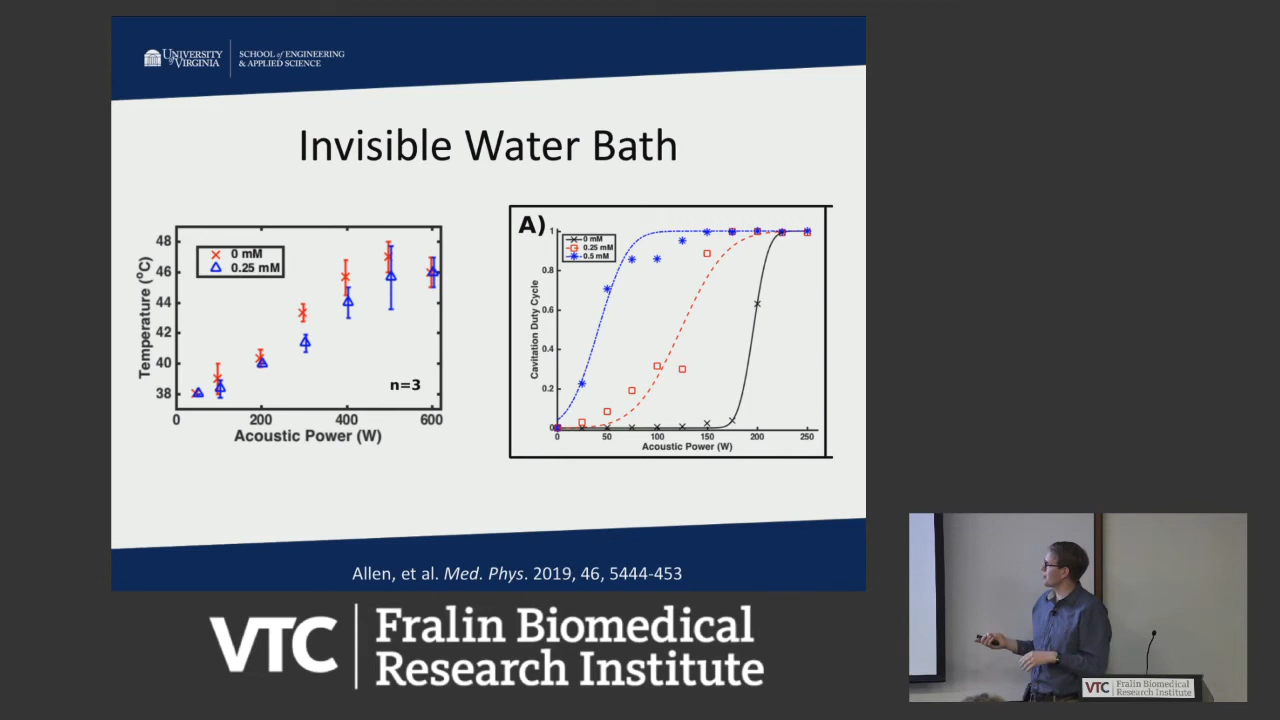 UNIVERSITY
of VIRGINIA
SCHOOL of ENGINEERING
& APPLIED SCIENCE
Invisible Water Bath
48
46
44
42
40
38
Temperature (°C)
0 mM
0.25 mM
n=3
0
200
400
600
Acoustic Power (W)
A)
1
0.8
0.6
0.4
0.2
0
Cavitation Duty Cycle
0 mM
0.25 mM
0.5 mM
0
50
100
150
200
250
Acoustic Power (W)
Allen, et al. Med. Phys. 2019, 46, 5444-453
VTC
Fralin Biomedical
Research Institute
VTC
Fralin Biomedical
Research Institute